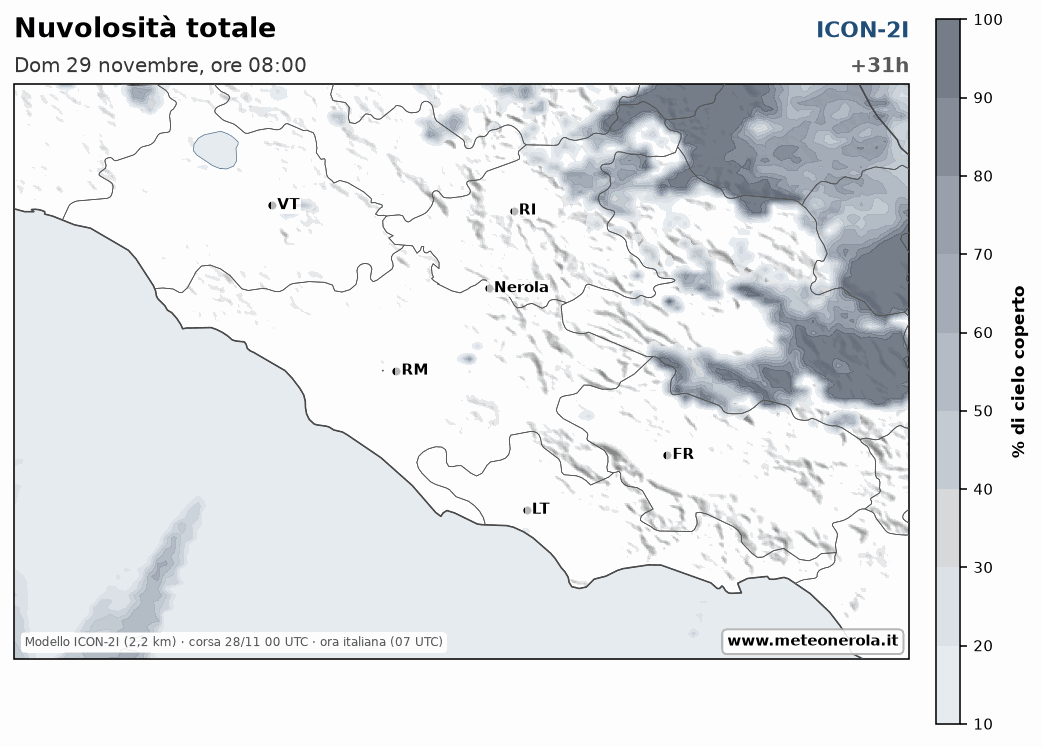 Nuvolosità totale
ICON-2I
Dom 29 novembre, ore 08:00
+31h
VT
RI
Nerola
RM
FR
LT
Modello ICON-2I (2,2 km) · corsa 28/11 00 UTC · ora italiana (07 UTC)
www.meteonerola.it
100
90
80
70
60
50
40
30
20
10
% di cielo coperto